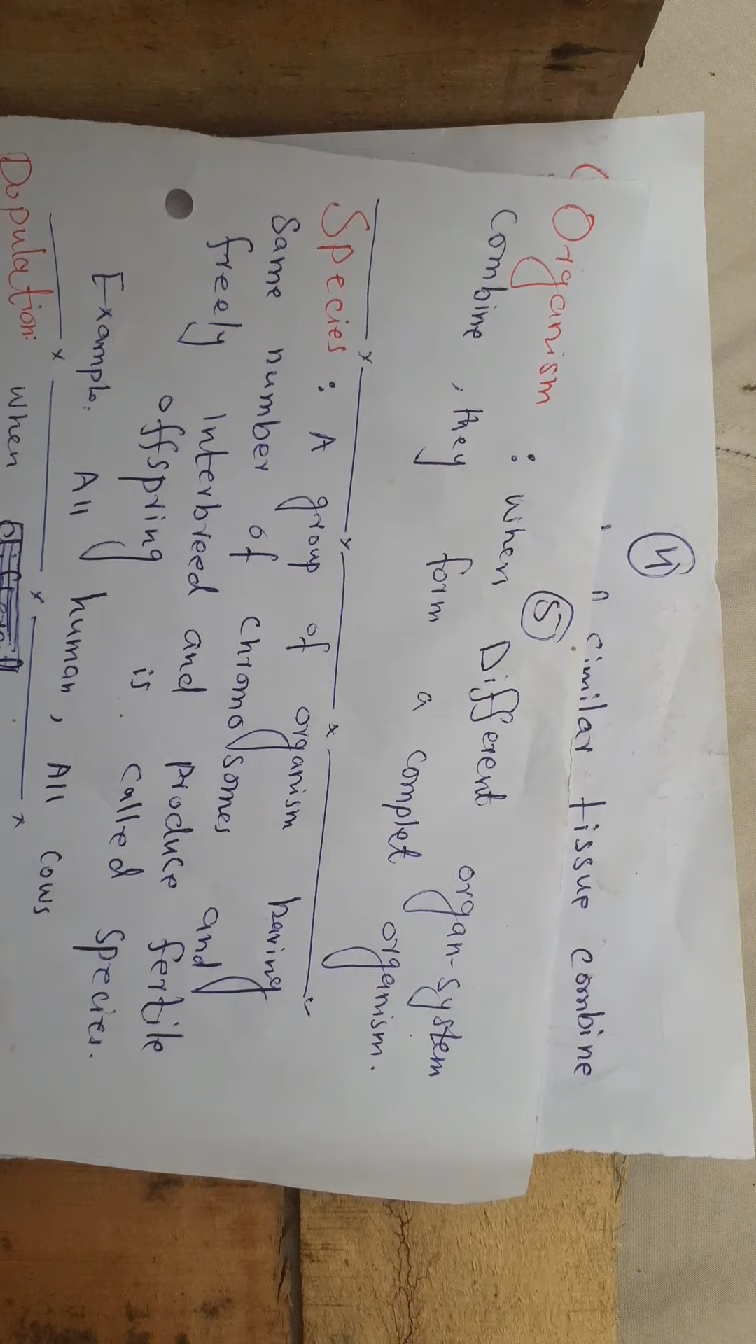 4
similar tissue combine
5
Organism : when Different organ-system
combine, they form a complet organism.
Species: A group of organism having
same number of chromosomes and
freely interbreed and produce fertile
offspring is called species.
Example: All human, All cows
Population: when